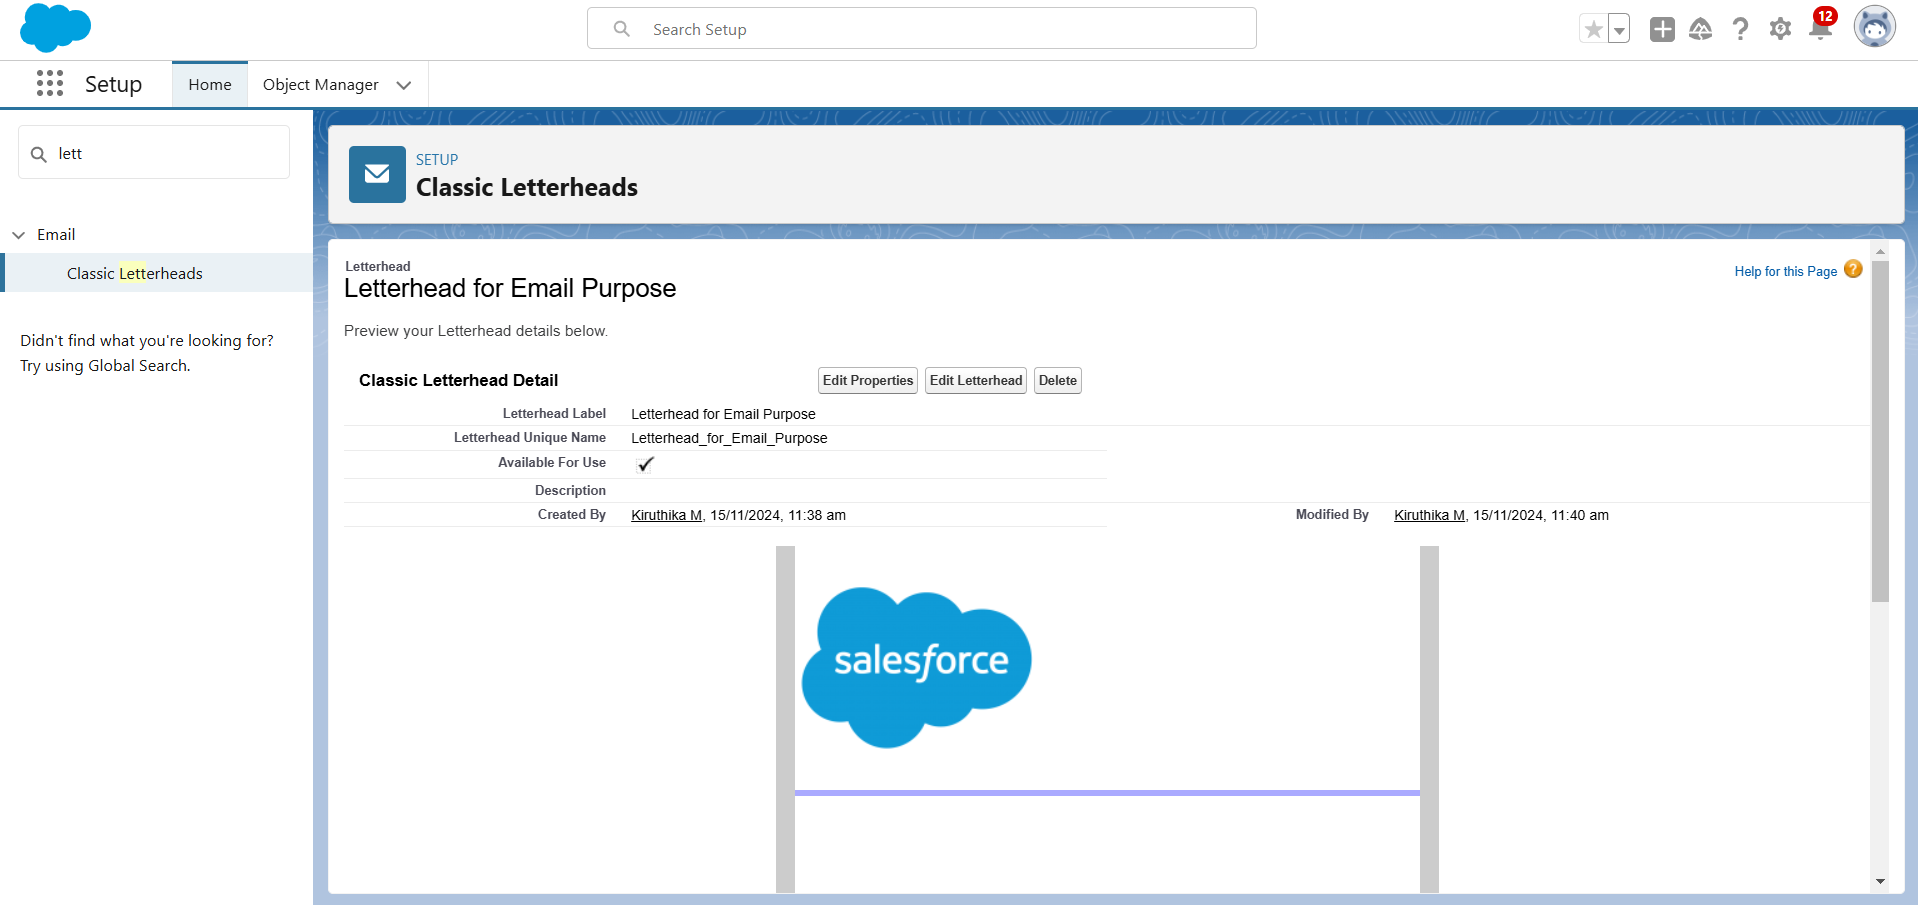 Search Setup
12
Setup
Home
Object Manager
lett
Email
Classic Letterheads
Didn't find what you're looking for?
Try using Global Search.
SETUP
Classic Letterheads
Letterhead
Letterhead for Email Purpose
Help for this Page ?
Preview your Letterhead details below.
Classic Letterhead Detail
Edit Properties
Edit Letterhead
Delete
Letterhead Label Letterhead for Email Purpose
Letterhead Unique Name Letterhead_for_Email_Purpose
Available For Use
Description
Created By Kiruthika M, 15/11/2024, 11:38 am
Modified By Kiruthika M, 15/11/2024, 11:40 am
salesforce